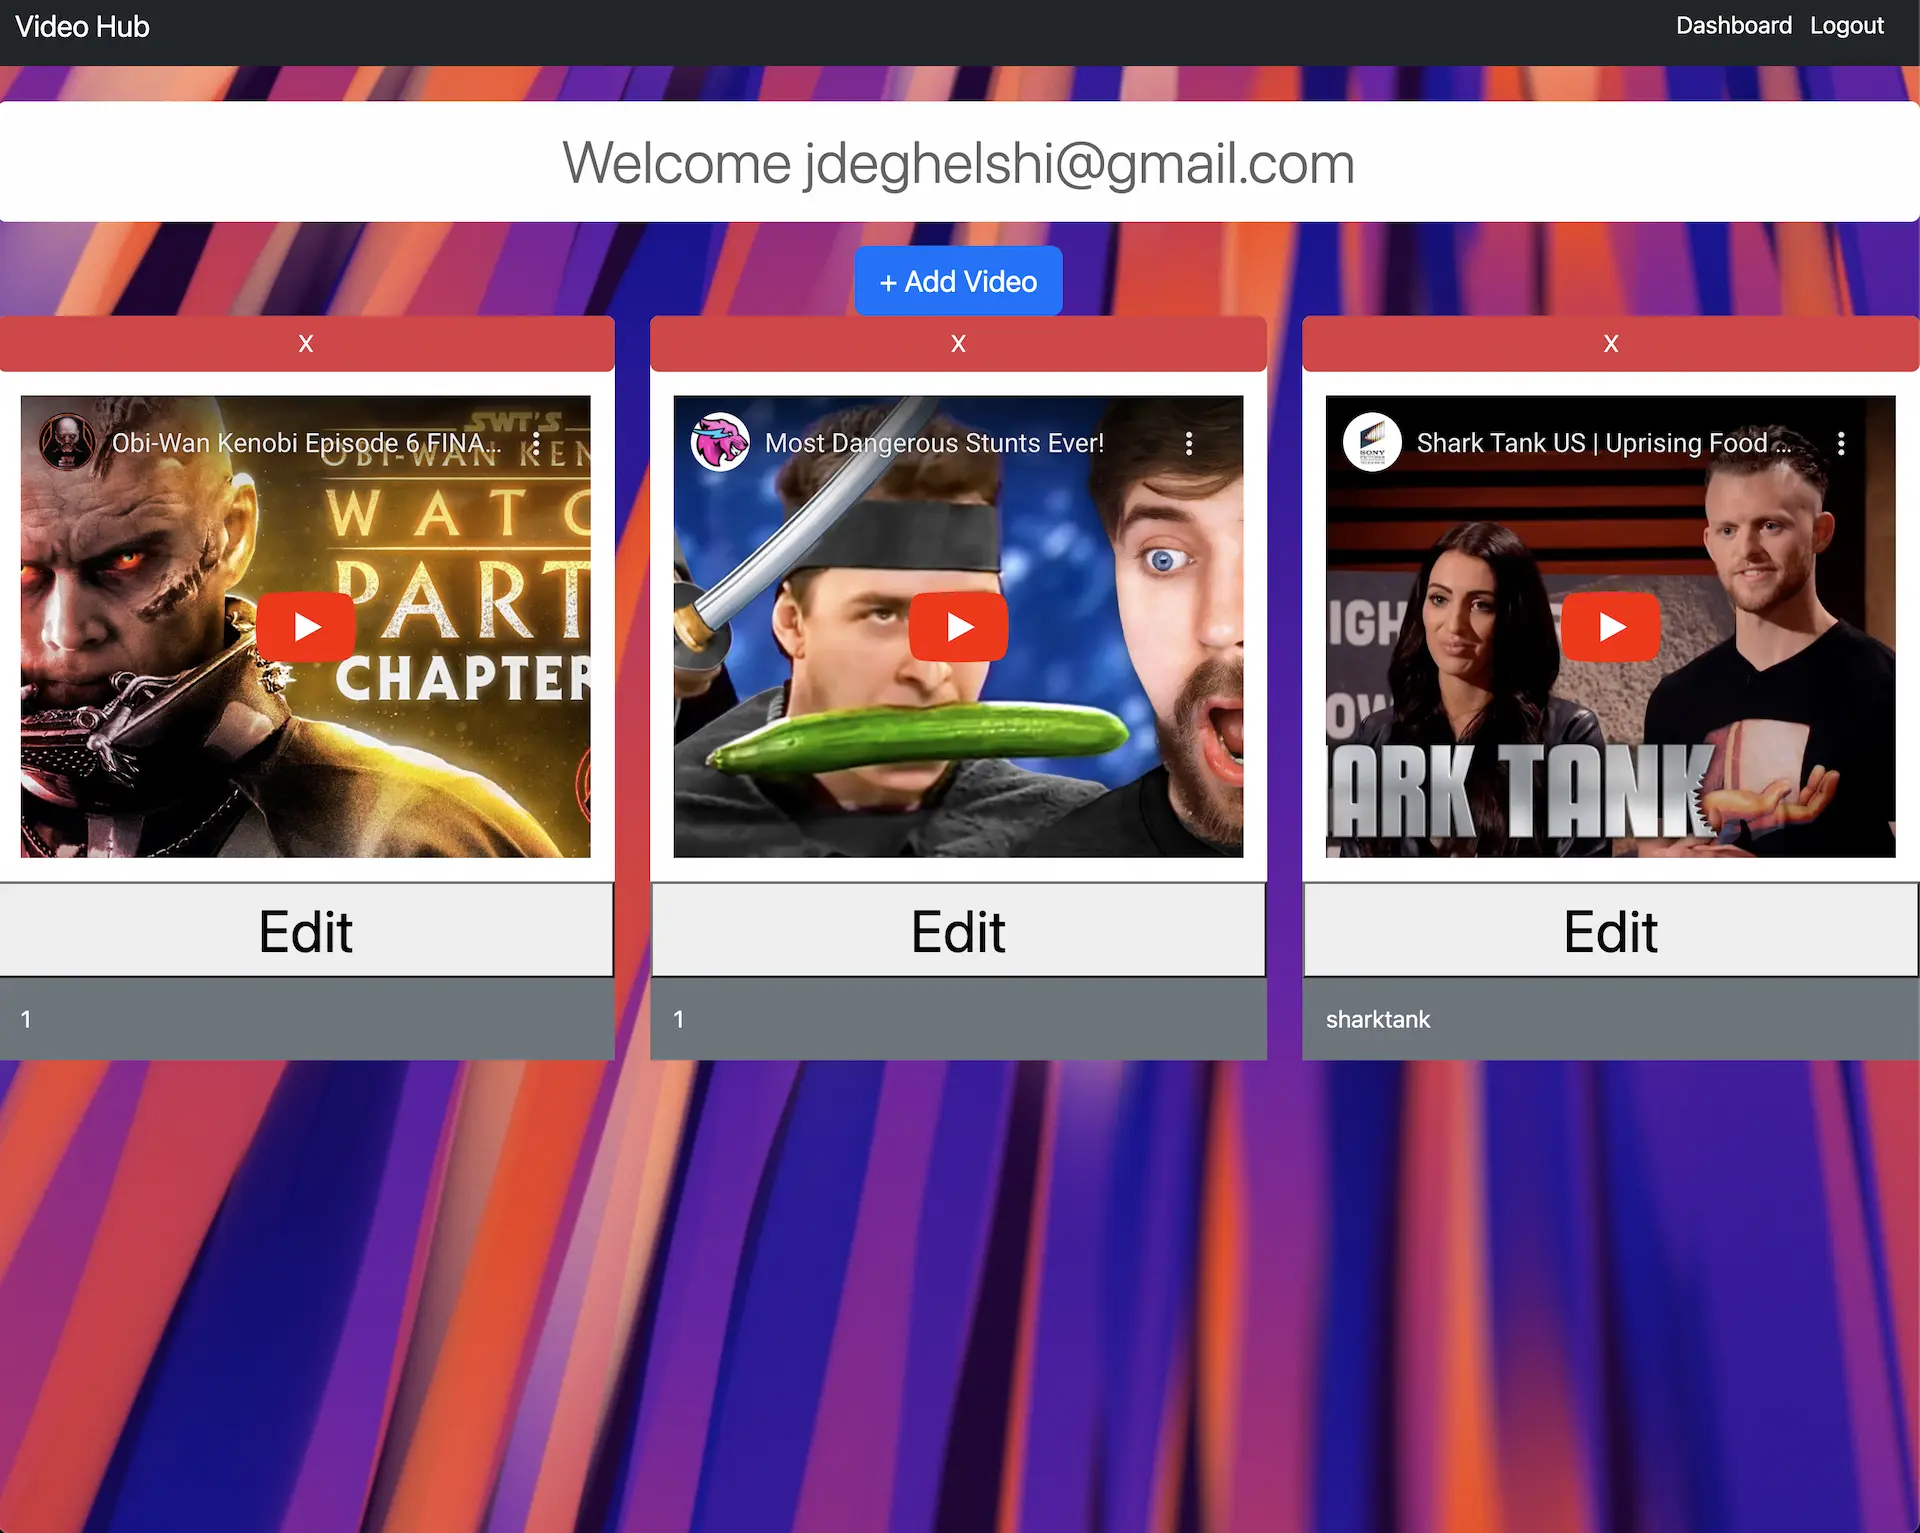 Video Hub
Dashboard Logout
Welcome jdeghelshi@gmail.com
+ Add Video
X
X
X
Obi-Wan Kenobi Episode 6 FINA...
SWT'S
OBI-WAN KEN
WATC
PART
CHAPTER
Most Dangerous Stunts Ever!
SONY
Shark Tank US | Uprising Food ...
IGH
OW
ARK TANK
Edit
Edit
Edit
1
1
sharktank